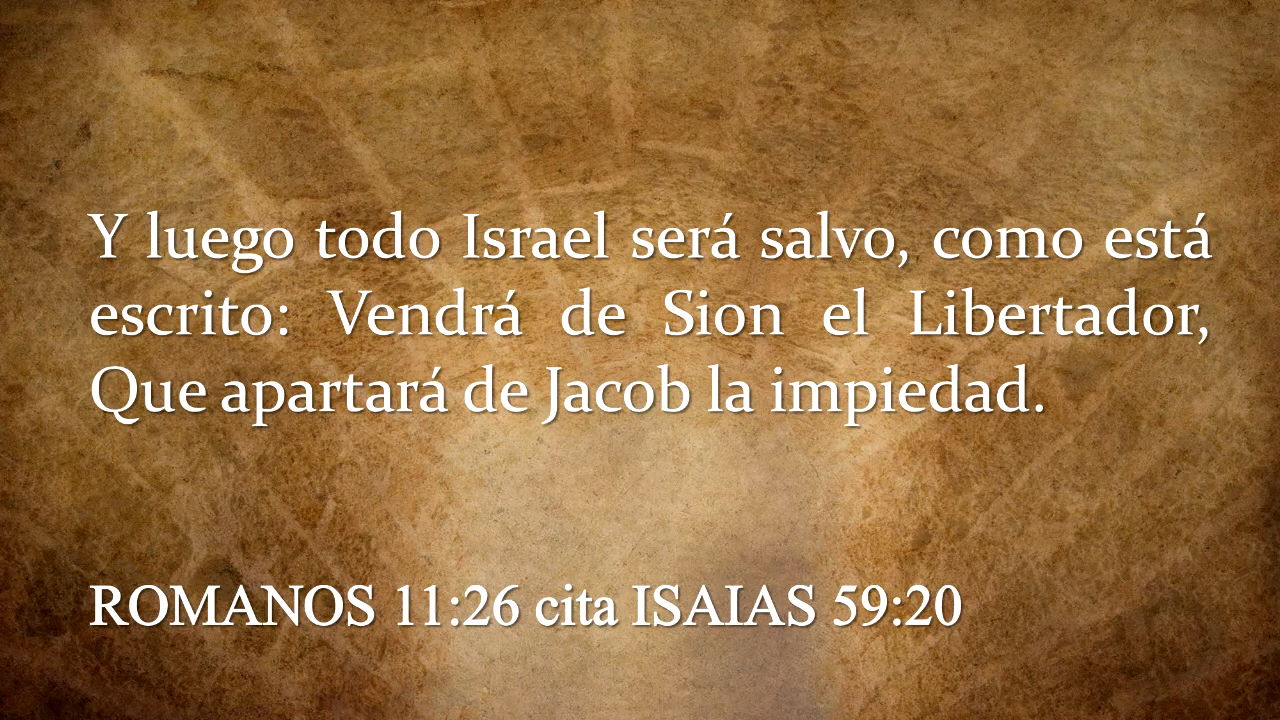 Y luego todo Israel será salvo, como está
escrito: Vendrá de Sion el Libertador,
Que apartará de Jacob la impiedad.
ROMANOS 11:26 cita ISAIAS 59:20